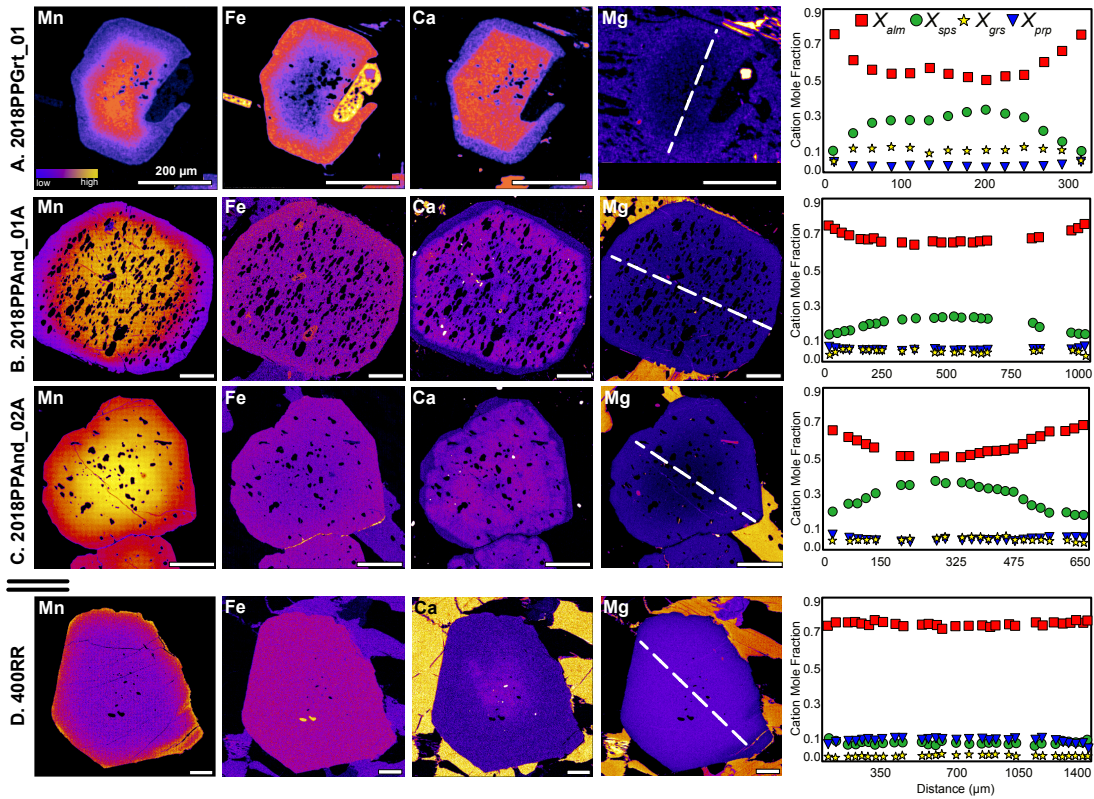 A. 2018PPGrt_01
Mn
Fe
Ca
Mg
low
high
200 µm
Xalm Xsps Xgrs Xprp
Cation Mole Fraction
0.9
0.7
0.5
0.3
0.1
0.0
0 100 200 300
B. 2018PPAnd_01A
Mn
Fe
Ca
Mg
Cation Mole Fraction
0.9
0.7
0.5
0.3
0.1
0.0
0 250 500 750 1000
C. 2018PPAnd_02A
Mn
Fe
Ca
Mg
Cation Mole Fraction
0.9
0.7
0.5
0.3
0.1
0.0
0 150 325 475 650
D. 400RR
Mn
Fe
Ca
Mg
Cation Mole Fraction
0.9
0.7
0.5
0.3
0.1
0.0
350 700 1050 1400
Distance (µm)